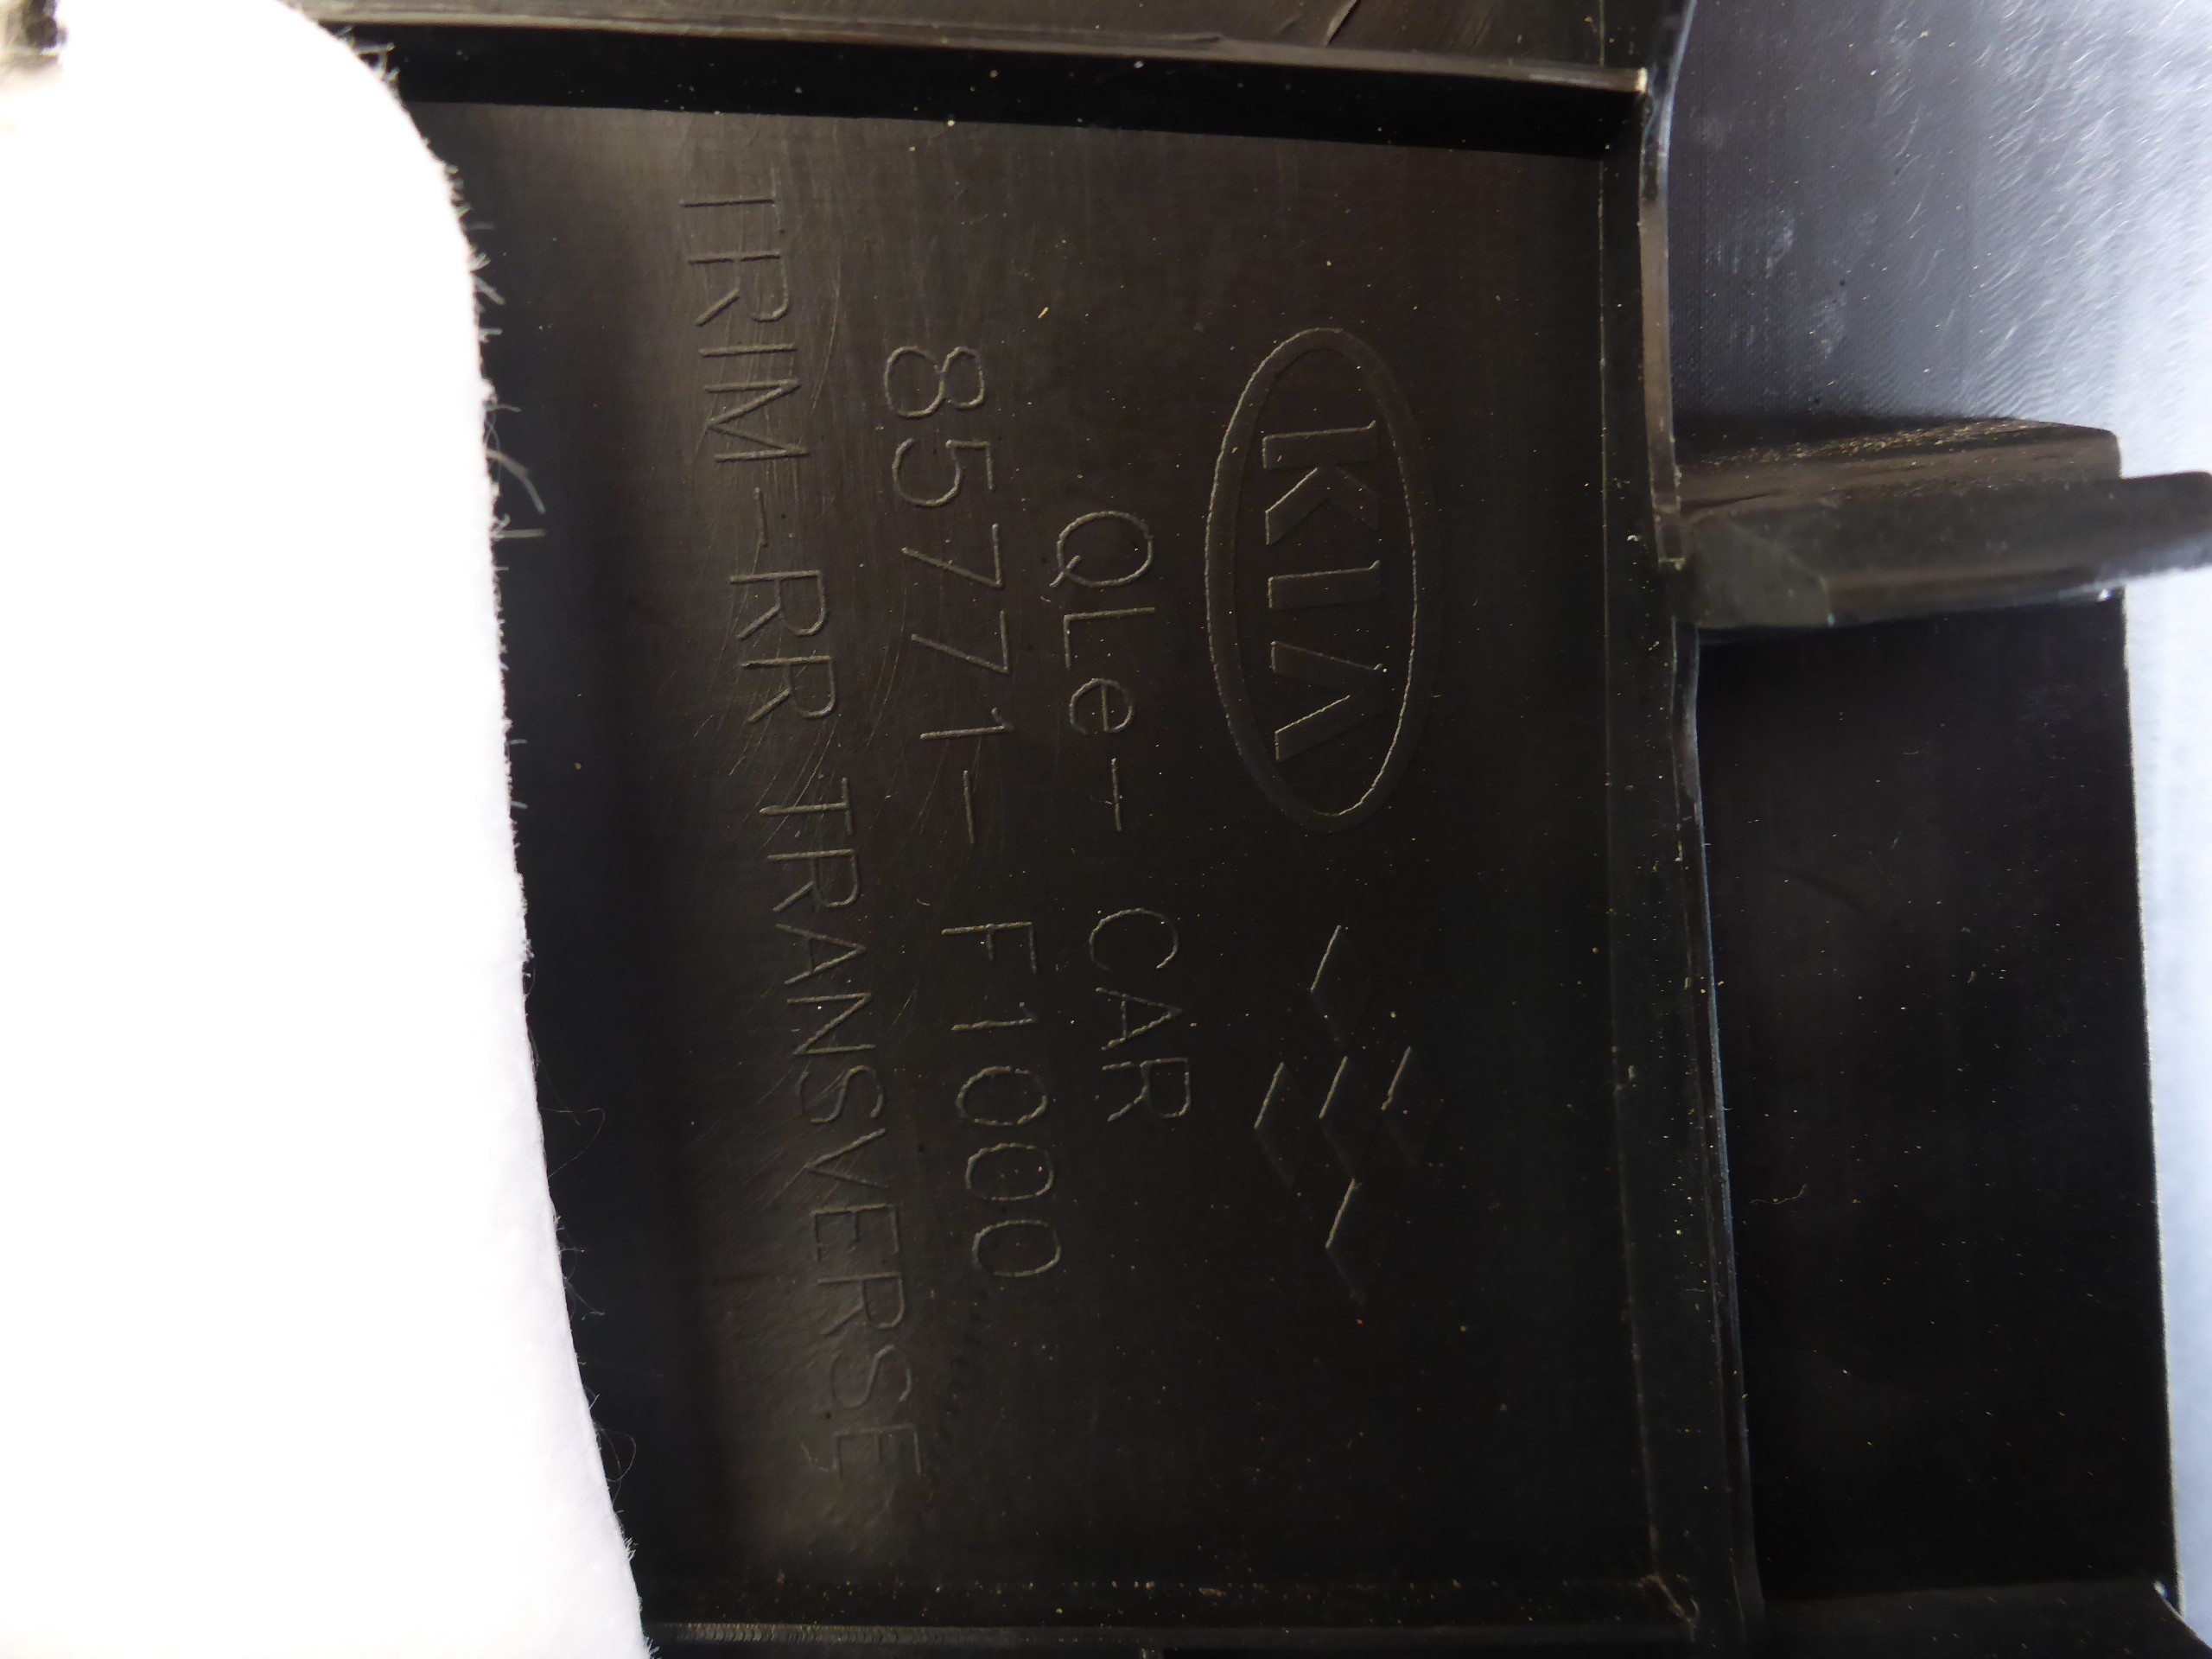 KIA
QLe- CAR
85771- F1000
TRIM-RR TRANSVERSE